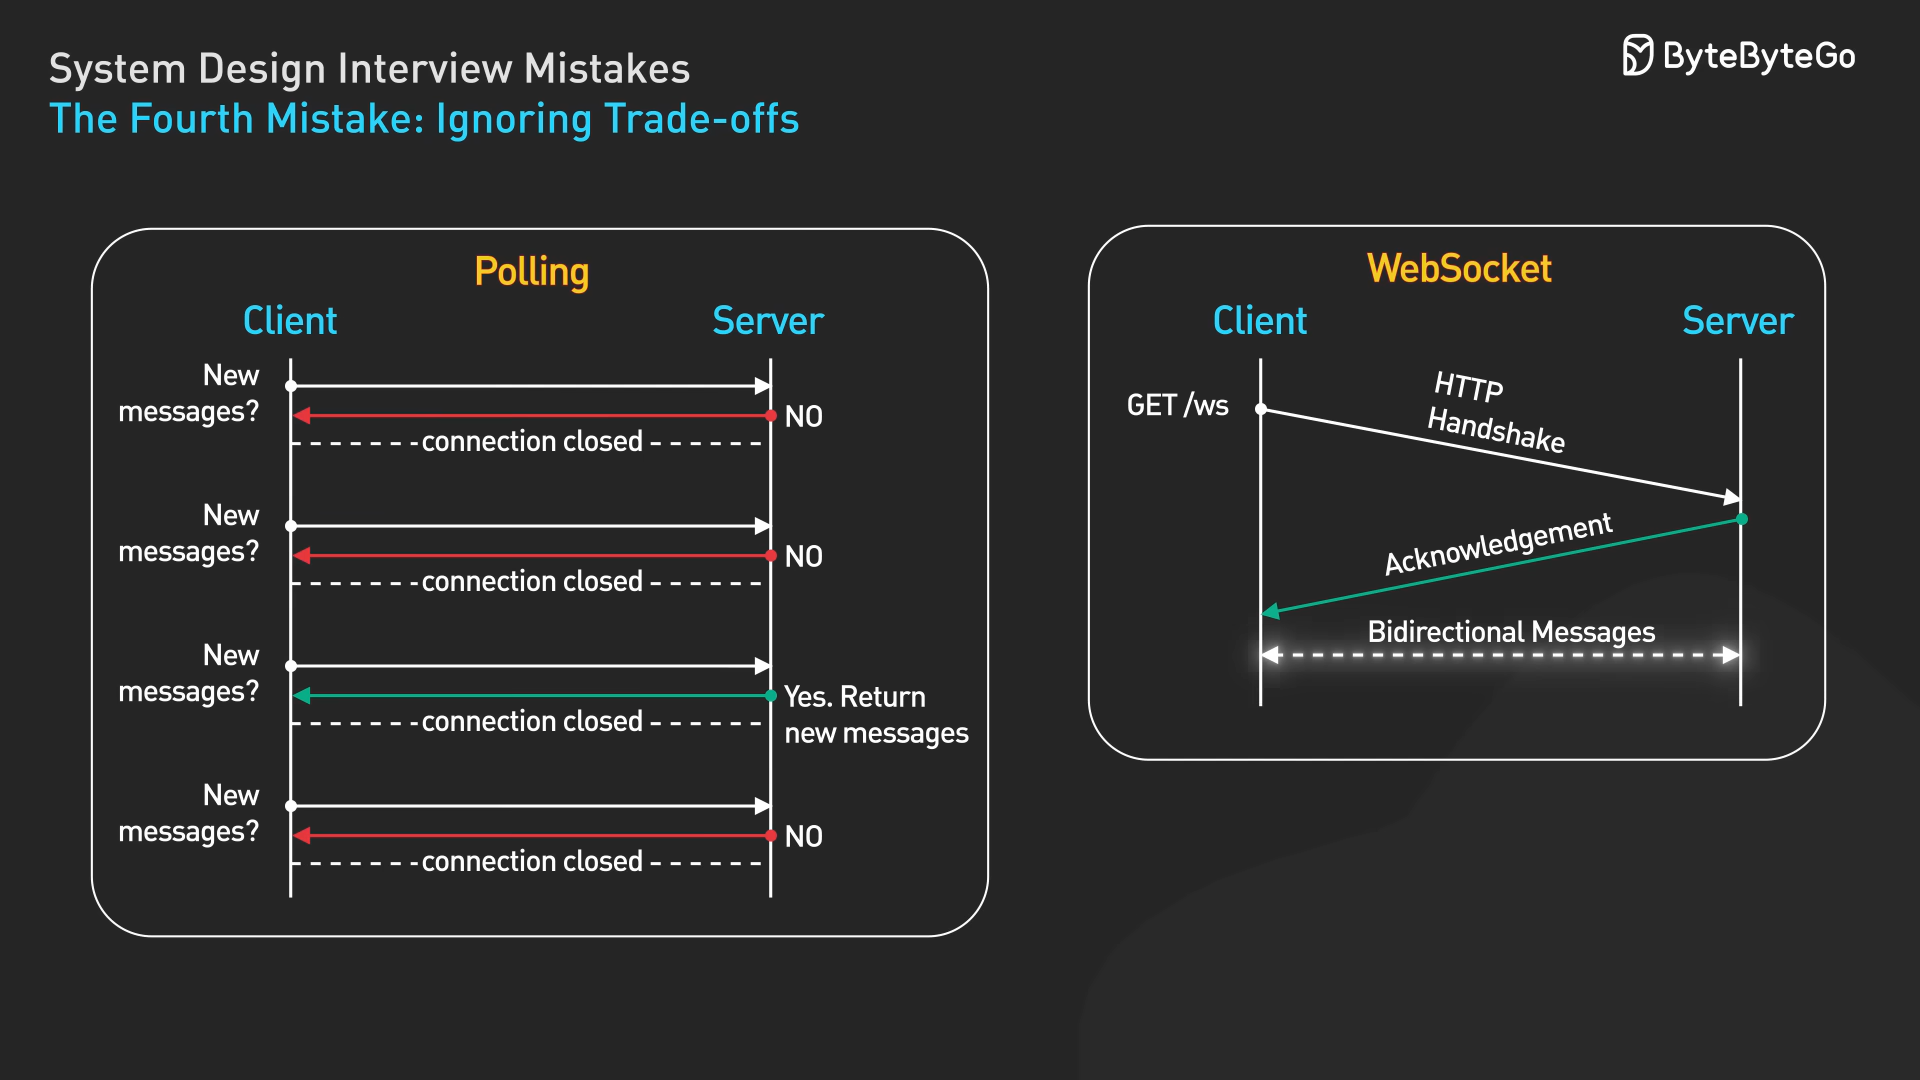 System Design Interview Mistakes
The Fourth Mistake: Ignoring Trade-offs
ByteByteGo
Polling
Client
Server
New
messages?
NO
connection closed
New
messages?
NO
connection closed
New
messages?
Yes. Return
new messages
connection closed
New
messages?
NO
connection closed
WebSocket
Client
Server
GET /ws
HTTP
Handshake
Acknowledgement
Bidirectional Messages